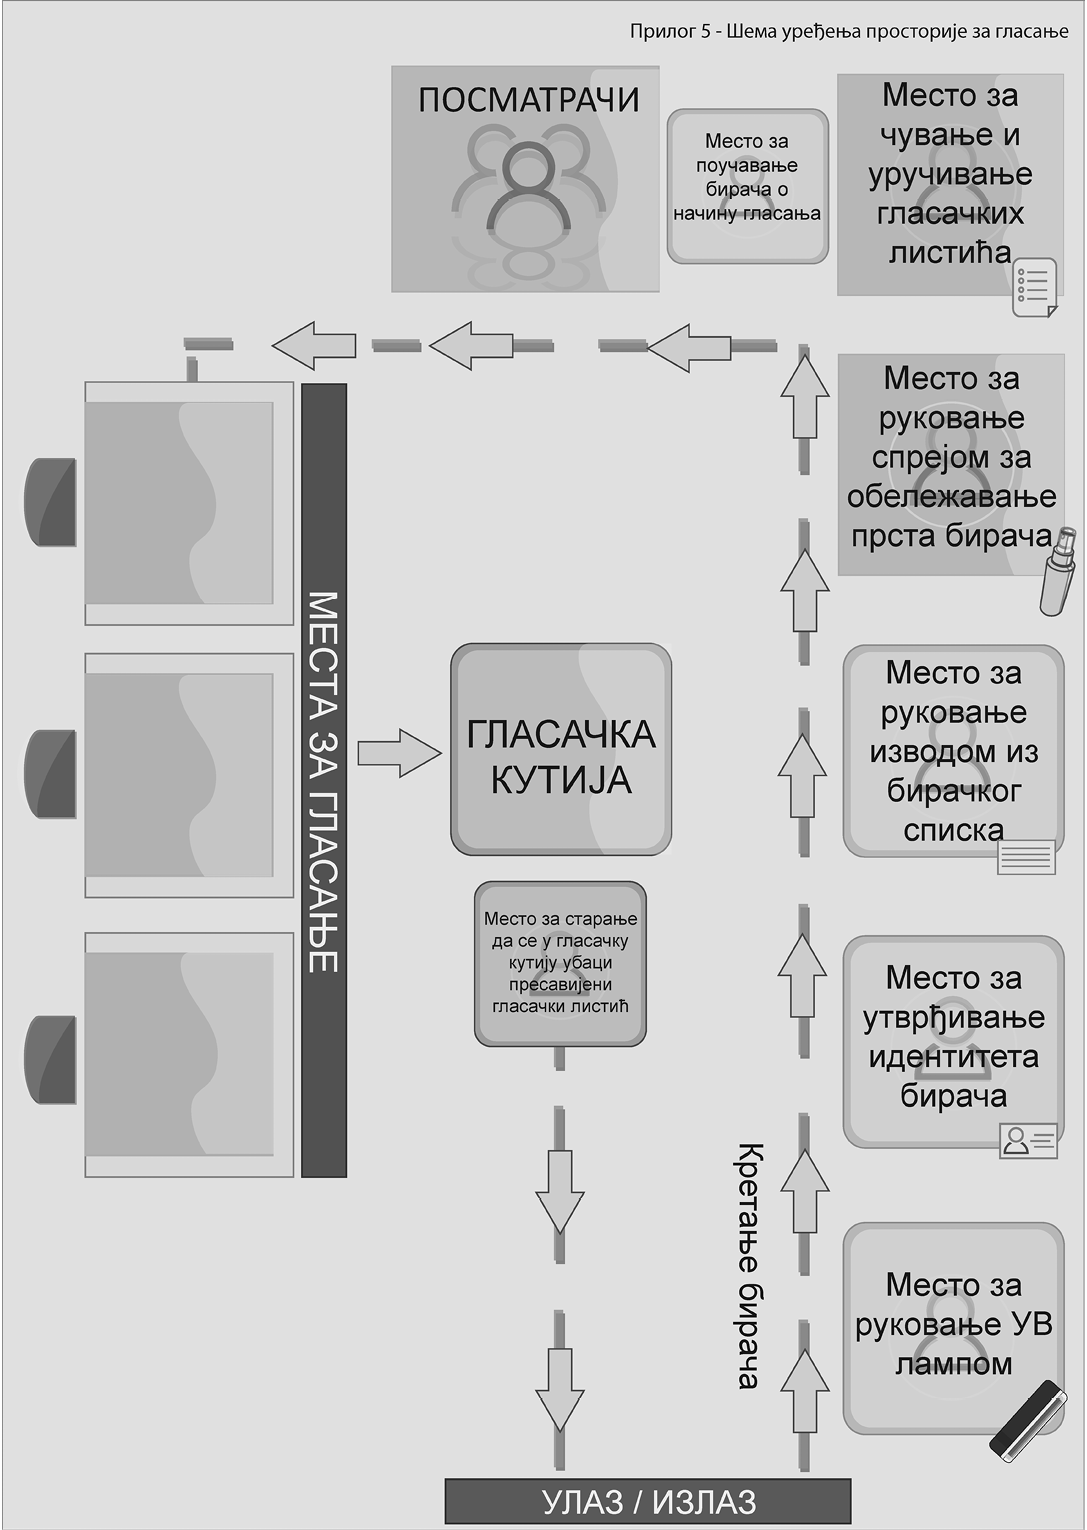 Прилог 5 - Шема уређења просторије за гласање
ПОСМАТРАЧИ
Место за
поучавање
бирача о
начину гласања
Место за
чување и
уручивање
гласачких
листића
Место за
руковање
спрејом за
обележавање
прста бирача
МЕСТА ЗА ГЛАСАЊЕ
ГЛАСАЧКА
КУТИЈА
Место за
руковање
изводом из
бирачког
списка
Место за старање
да се у гласачку
кутију убаци
пресавијени
гласачки листић
Место за
утврђивање
идентитета
бирача
Кретање бирача
Место за
руковање УВ
лампом
УЛАЗ / ИЗЛАЗ